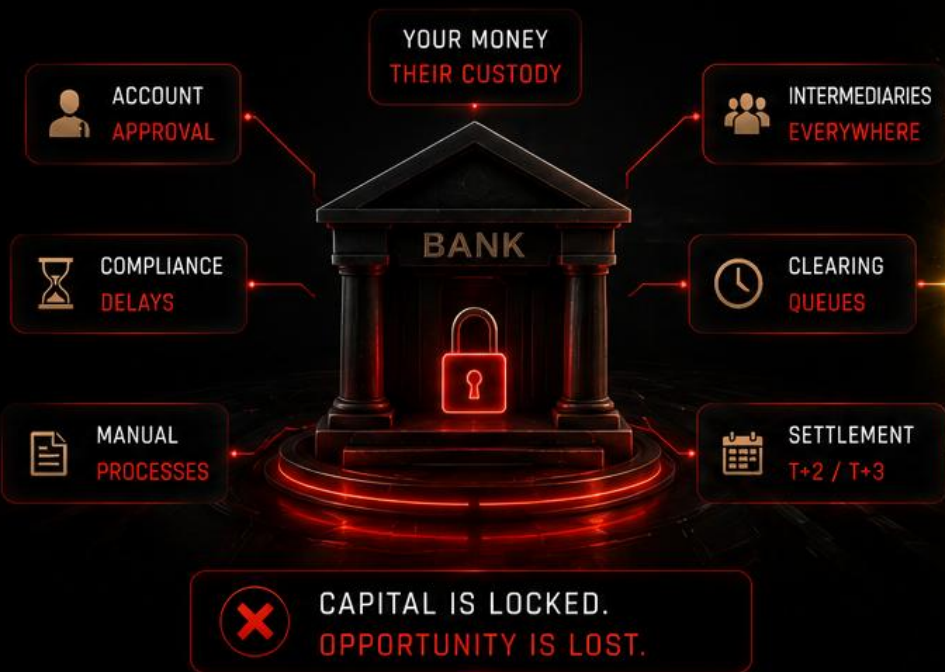 YOUR MONEY
THEIR CUSTODY
ACCOUNT
APPROVAL
INTERMEDIARIES
EVERYWHERE
BANK
COMPLIANCE
DELAYS
CLEARING
QUEUES
MANUAL
PROCESSES
SETTLEMENT
T+2 / T+3
CAPITAL IS LOCKED.
OPPORTUNITY IS LOST.